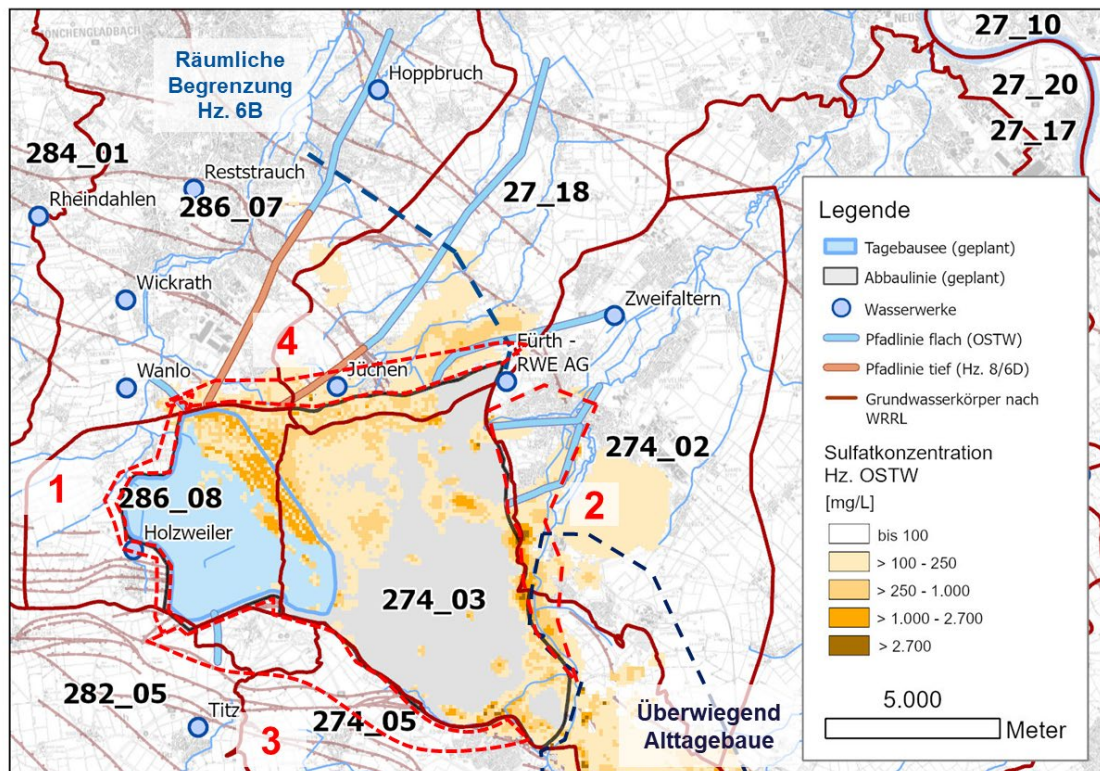 MÖNCHENGLADBACH
NEUSS
27_10
Räumliche
Begrenzung
Hz. 6B
Hoppbruch
27_20
27_17
284_01
Reststrauch
286_07
27_18
Rheindahlen
Wickrath
Zweifaltern
4
Fürth -
RWE AG
Wanlo
Jüchen
274_02
1
286_08
2
Holzweiler
274_03
282_05
Titz
274_05
3
Überwiegend
Alttagebaue
Legende
Tagebausee (geplant)
Abbaulinie (geplant)
Wasserwerke
Pfadlinie flach (OSTW)
Pfadlinie tief (Hz. 8/6D)
Grundwasserkörper nach
WRRL
Sulfatkonzentration
Hz. OSTW
[mg/L]
bis 100
> 100 - 250
> 250 - 1.000
> 1.000 - 2.700
> 2.700
5.000
Meter